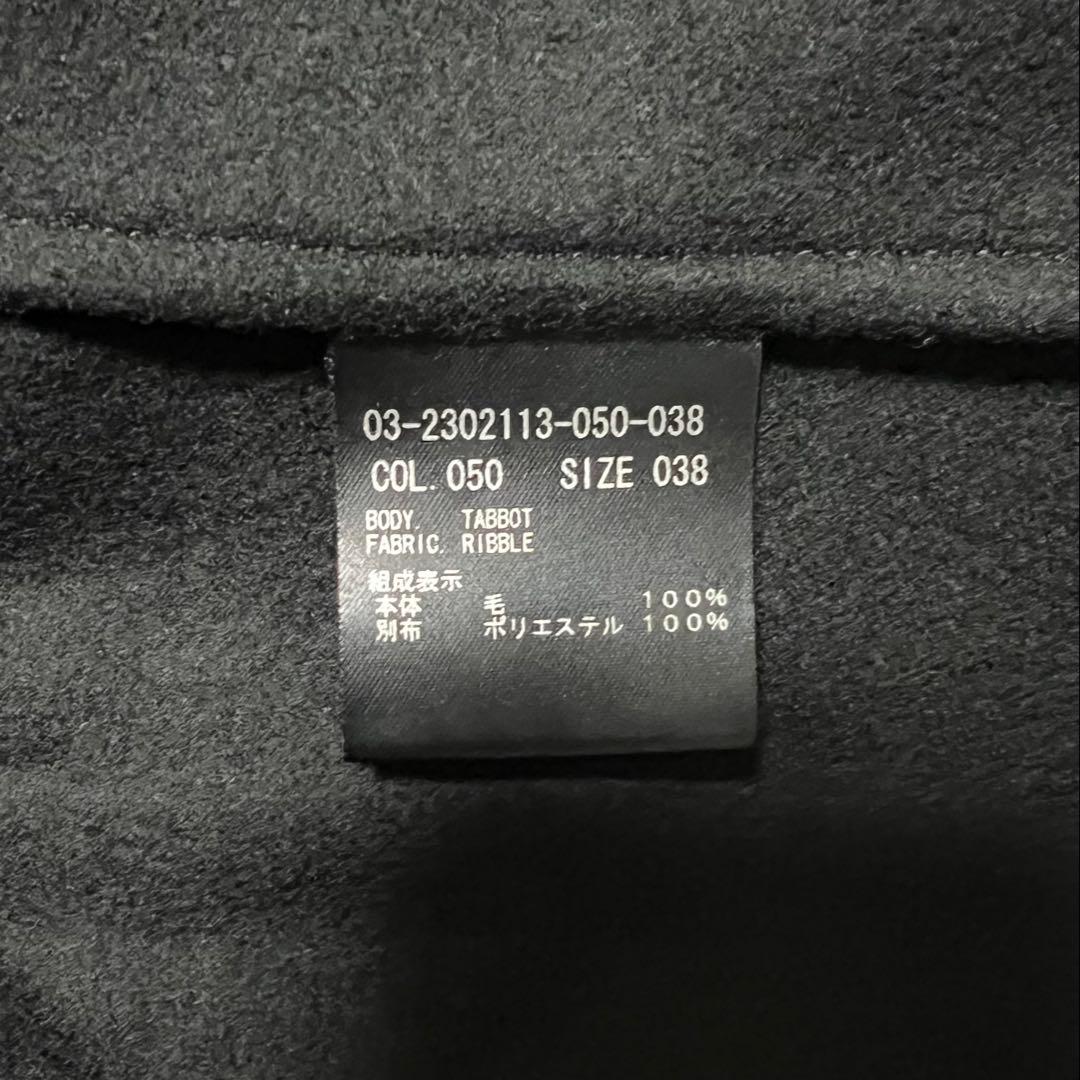 03-2302113-050-038
COL. 050 SIZE 038
BODY. TABBOT
FABRIC. RIBBLE
組成表示
本体 毛 100%
別布 ポリエステル 100%